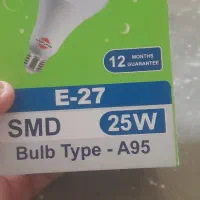 12 MONTHS
GUARANTEE
E-27
SMD 25W
Bulb Type - A95